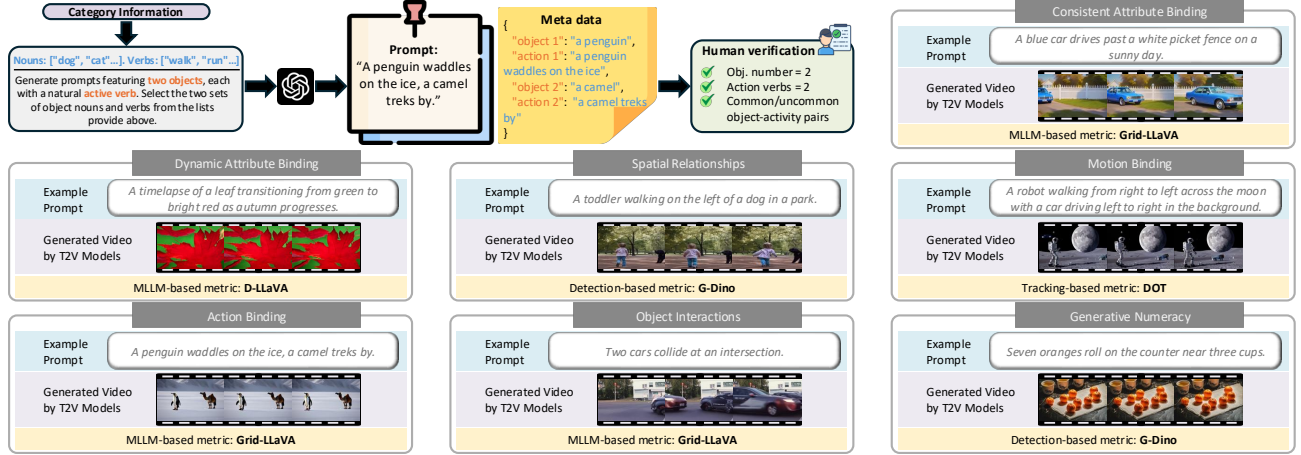 Category Information
Nouns: ["dog", "cat"…]. Verbs: ["walk", "run"…]
Generate prompts featuring two objects, each
with a natural active verb. Select the two sets
of object nouns and verbs from the lists
provide above.
Prompt:
"A penguin waddles
on the ice, a camel
treks by."
Meta data
{
"object 1": "a penguin",
"action 1": "a penguin
waddles on the ice",
"object 2": "a camel",
"action 2": "a camel treks
by"
}
Human verification
Obj. number = 2
Action verbs = 2
Common/uncommon
object-activity pairs
Consistent Attribute Binding
Example
Prompt
A blue car drives past a white picket fence on a
sunny day.
Generated Video
by T2V Models
MLLM-based metric: Grid-LLaVA
Dynamic Attribute Binding
Example
Prompt
A timelapse of a leaf transitioning from green to
bright red as autumn progresses.
Generated Video
by T2V Models
MLLM-based metric: D-LLaVA
Spatial Relationships
Example
Prompt
A toddler walking on the left of a dog in a park.
Generated Video
by T2V Models
Detection-based metric: G-Dino
Motion Binding
Example
Prompt
A robot walking from right to left across the moon
with a car driving left to right in the background.
Generated Video
by T2V Models
Tracking-based metric: DOT
Action Binding
Example
Prompt
A penguin waddles on the ice, a camel treks by.
Generated Video
by T2V Models
MLLM-based metric: Grid-LLaVA
Object Interactions
Example
Prompt
Two cars collide at an intersection.
Generated Video
by T2V Models
MLLM-based metric: Grid-LLaVA
Generative Numeracy
Example
Prompt
Seven oranges roll on the counter near three cups.
Generated Video
by T2V Models
Detection-based metric: G-Dino